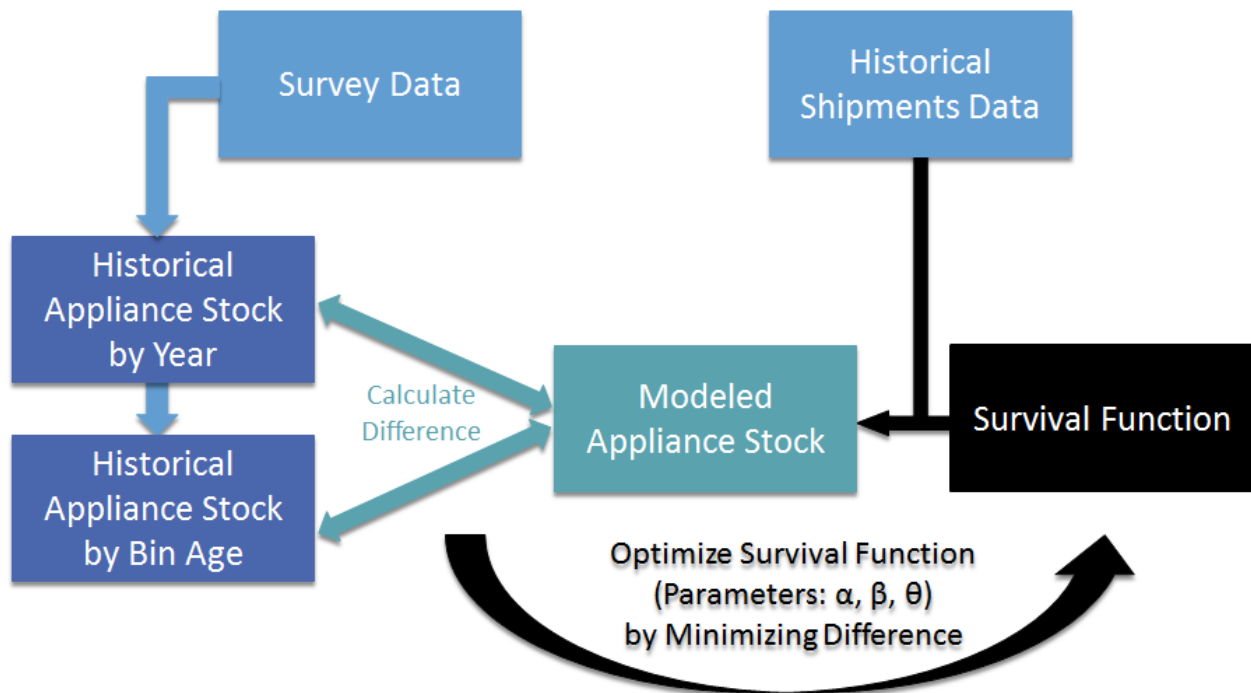 Survey Data
Historical
Shipments Data
Historical
Appliance Stock
by Year
Calculate
Difference
Modeled
Appliance Stock
Survival Function
Historical
Appliance Stock
by Bin Age
Optimize Survival Function
(Parameters: α, β, θ)
by Minimizing Difference